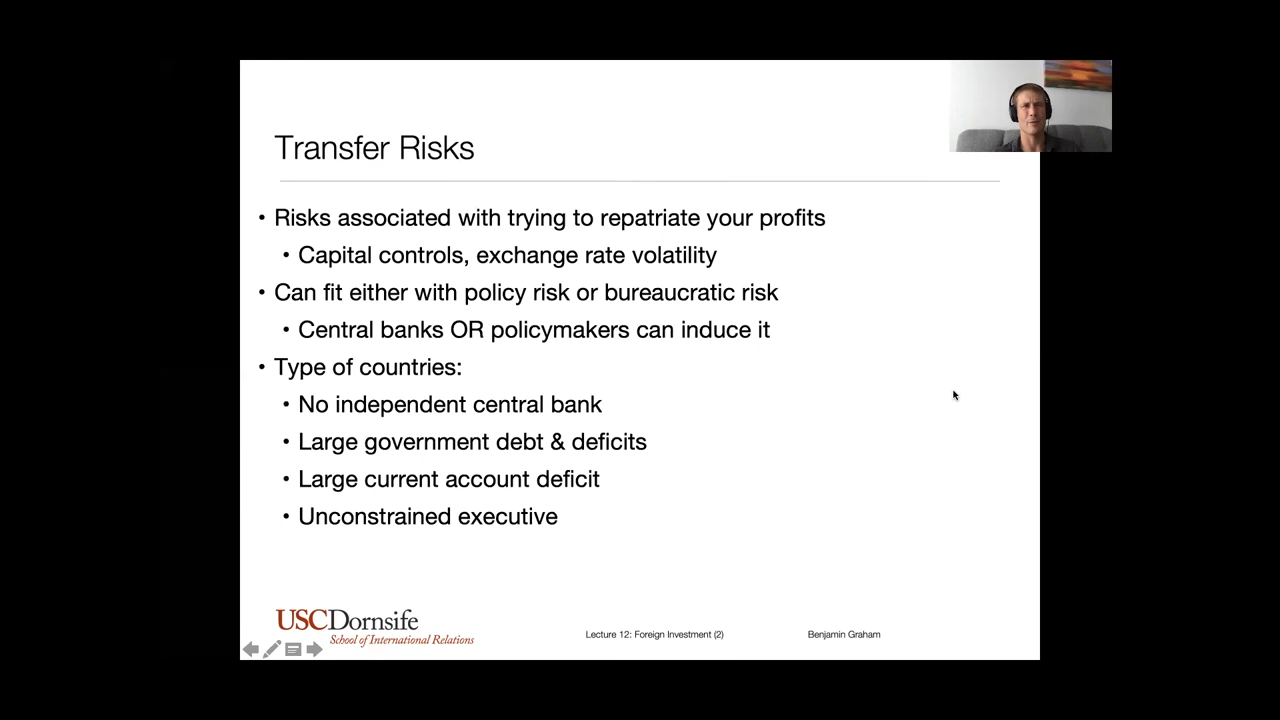 Transfer Risks
• Risks associated with trying to repatriate your profits
• Capital controls, exchange rate volatility
• Can fit either with policy risk or bureaucratic risk
• Central banks OR policymakers can induce it
• Type of countries:
• No independent central bank
• Large government debt & deficits
• Large current account deficit
• Unconstrained executive
USCDornsife
School of International Relations
Lecture 12: Foreign Investment (2)
Benjamin Graham